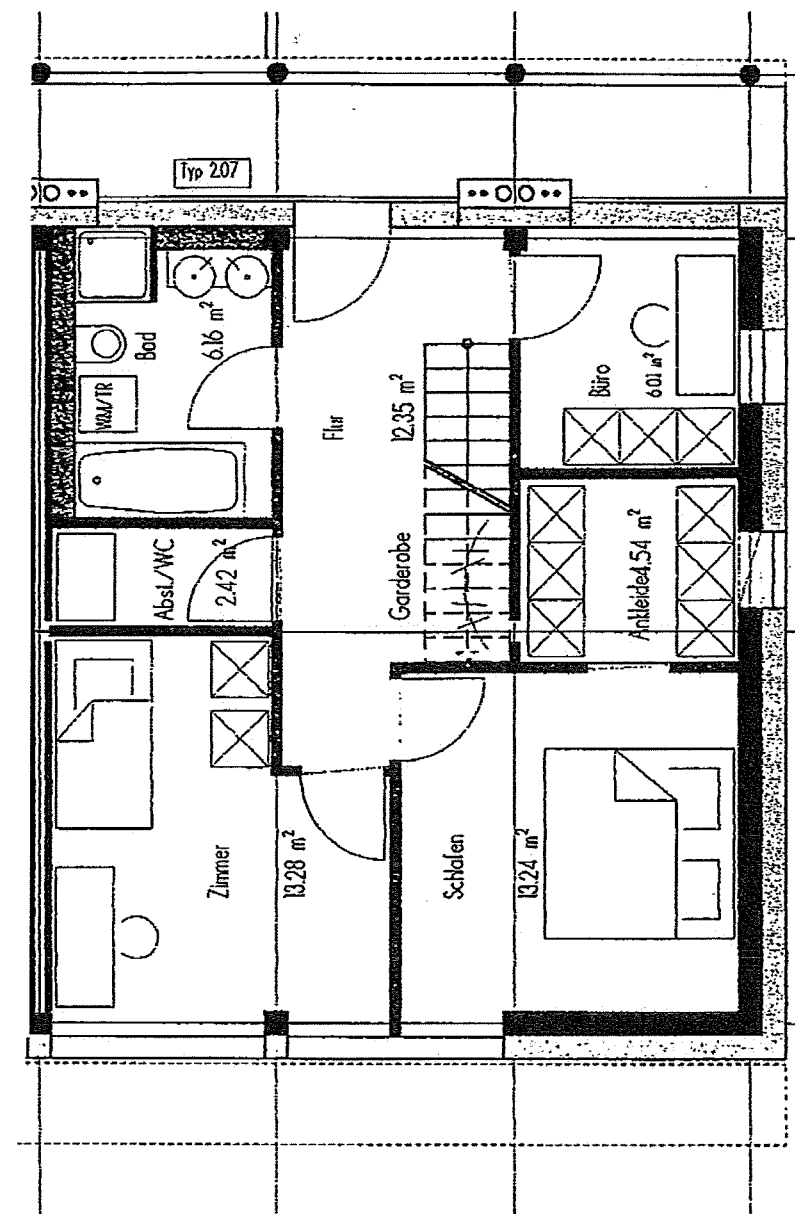 Typ 2.07
Bad
6.16 m²
WM/TR
Flur
12.35 m²
Büro
6.01 m²
Absl./WC
2.42 m²
Garderobe
Ankleide 4.54 m²
Zimmer
13.28 m²
Schlafen
13.24 m²